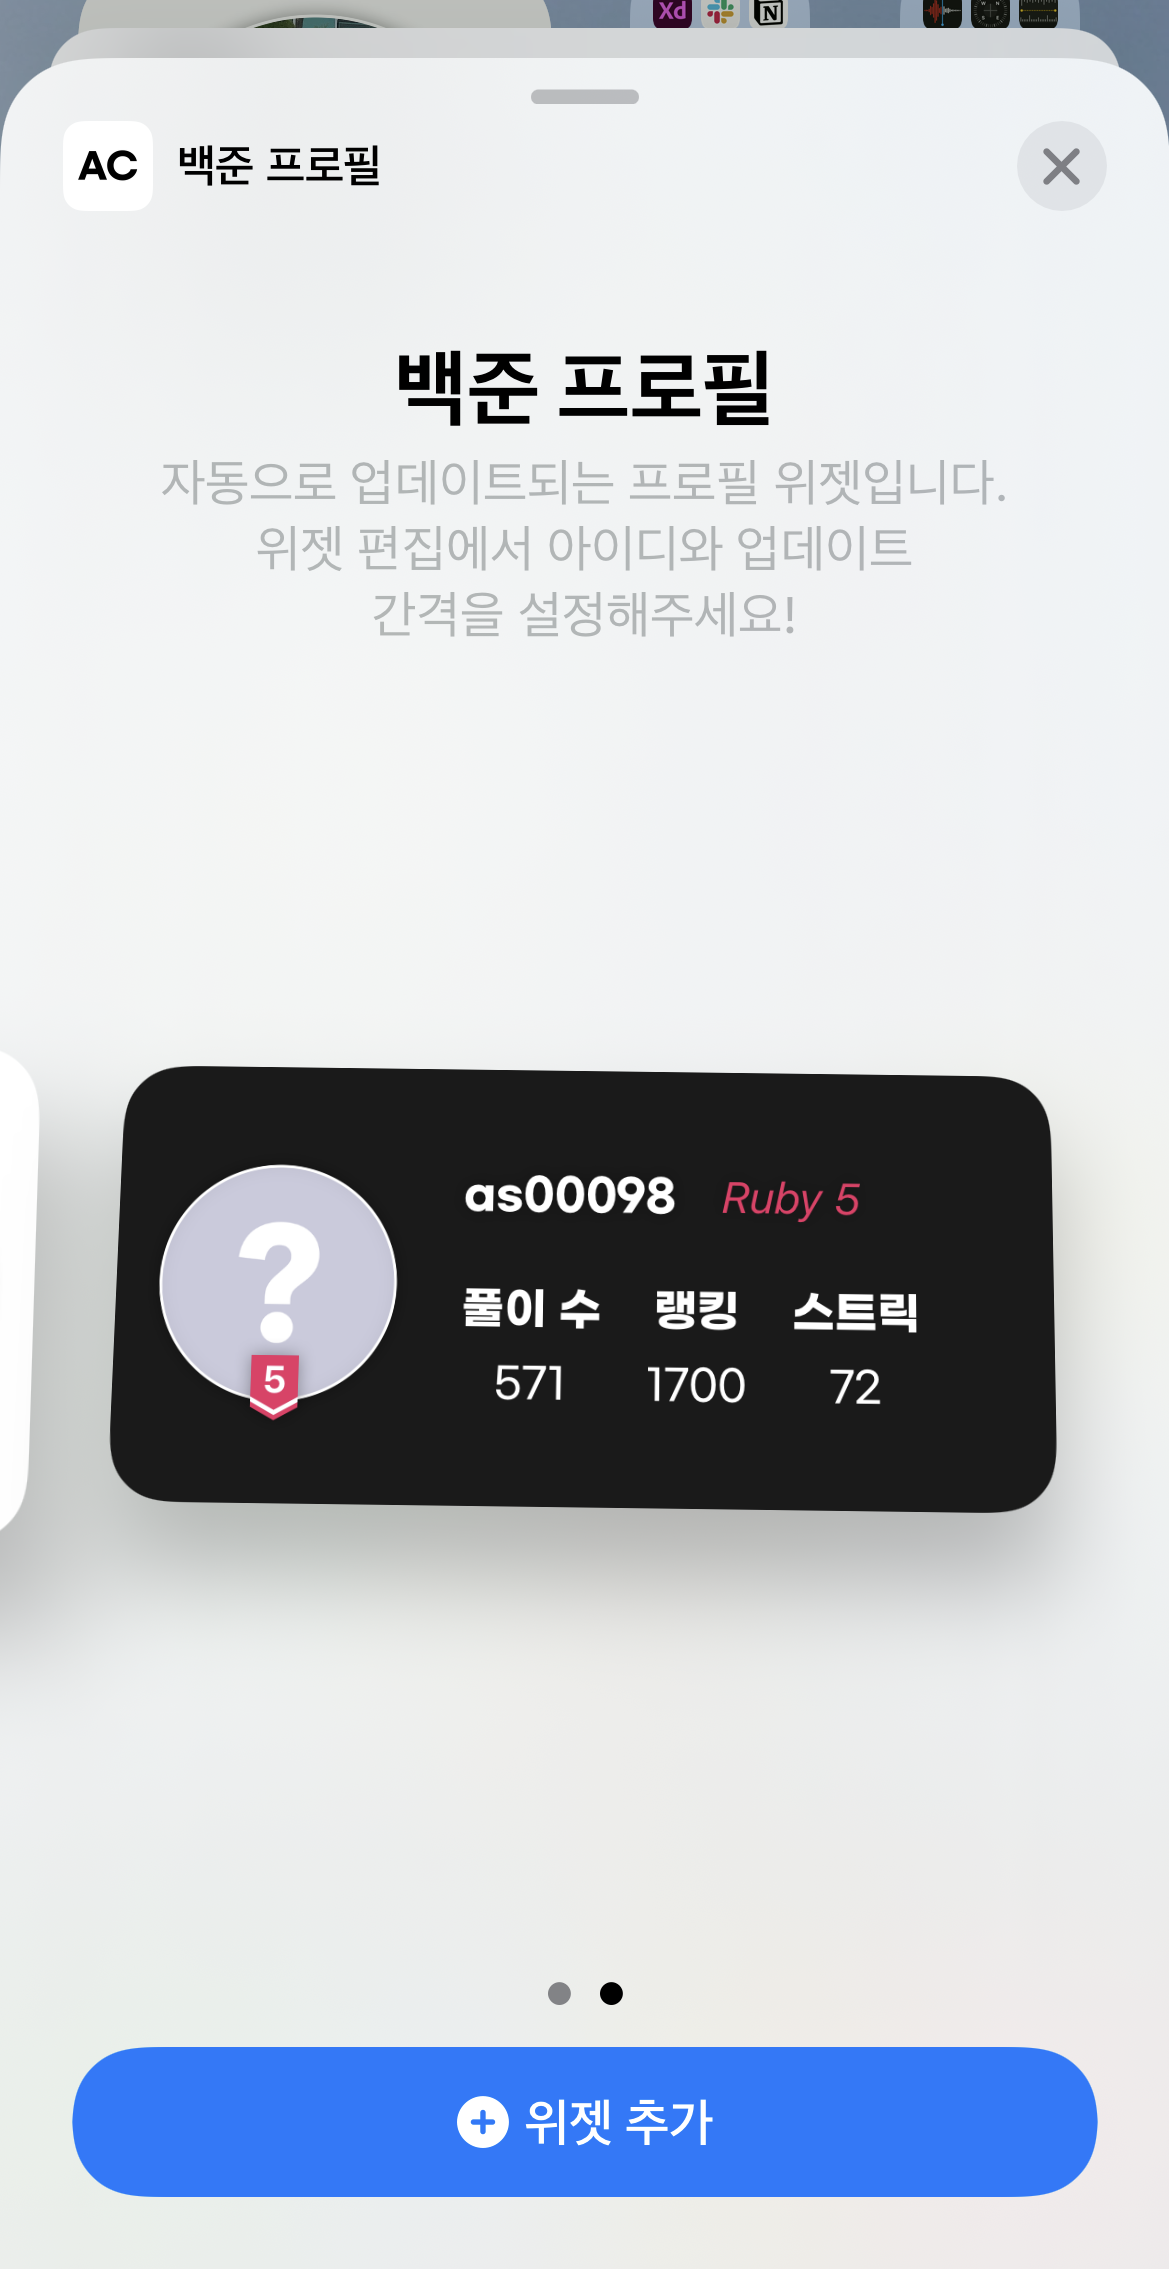 Xd
N
AC 백준 프로필
백준 프로필
자동으로 업데이트되는 프로필 위젯입니다.
위젯 편집에서 아이디와 업데이트
간격을 설정해주세요!
?
5
as00098 Ruby 5
풀이 수 랭킹 스트릭
571 1700 72
위젯 추가